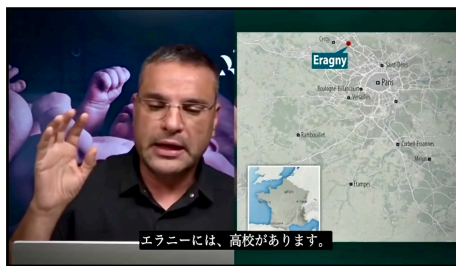 Cergy
Eragny
Saint-Denis
Paris
Boulogne-Billancourt
Versailles
Rambouillet
Corbeil-Essonnes
Melun
Étampes
エラニーには、高校があります。